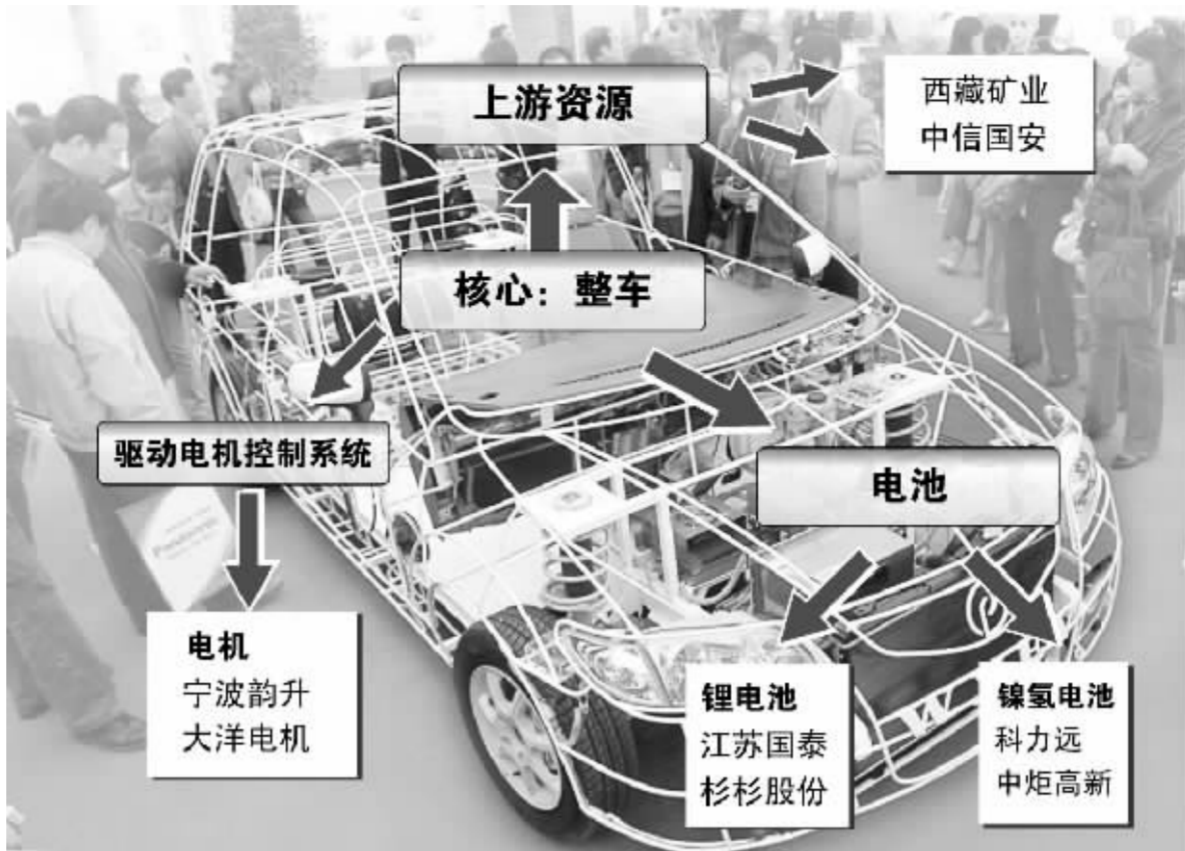 上游资源
西藏矿业
中信国安
核心：整车
驱动电机控制系统
电池
电机
宁波韵升
大洋电机
锂电池
江苏国泰
杉杉股份
镍氢电池
科力远
中炬高新